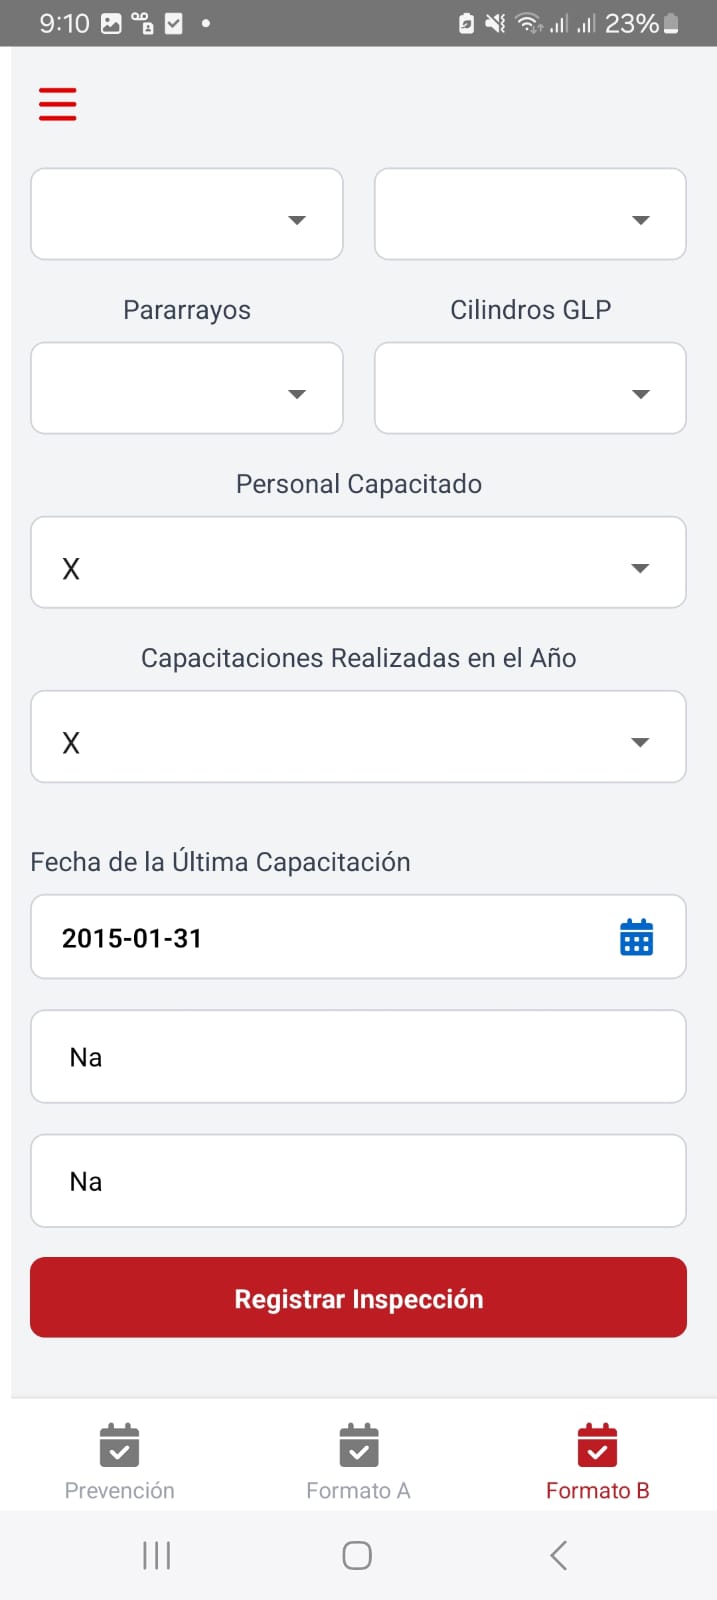 9:10 23%
Pararrayos Cilindros GLP
Personal Capacitado
X
Capacitaciones Realizadas en el Año
X
Fecha de la Última Capacitación
2015-01-31
Na
Na
Registrar Inspección
Prevención Formato A Formato B